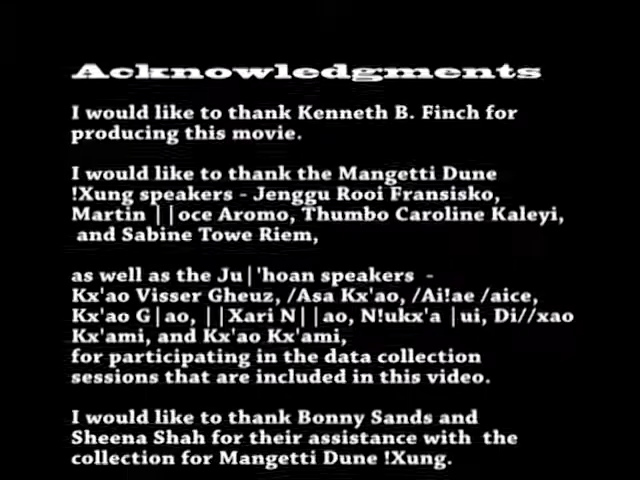 Acknowledgments
I would like to thank Kenneth B. Finch for
producing this movie.
I would like to thank the Mangetti Dune
!Xung speakers - Jenggu Rooi Fransisko,
Martin ||oce Aromo, Thumbo Caroline Kaleyi,
and Sabine Towe Riem,
as well as the Ju|'hoan speakers -
Kx'ao Visser Gheuz, /Asa Kx'ao, /Ai!ae /aice,
Kx'ao G|ao, ||Xari N||ao, N!ukx'a |ui, Di//xao
Kx'ami, and Kx'ao Kx'ami,
for participating in the data collection
sessions that are included in this video.
I would like to thank Bonny Sands and
Sheena Shah for their assistance with the
collection for Mangetti Dune !Xung.